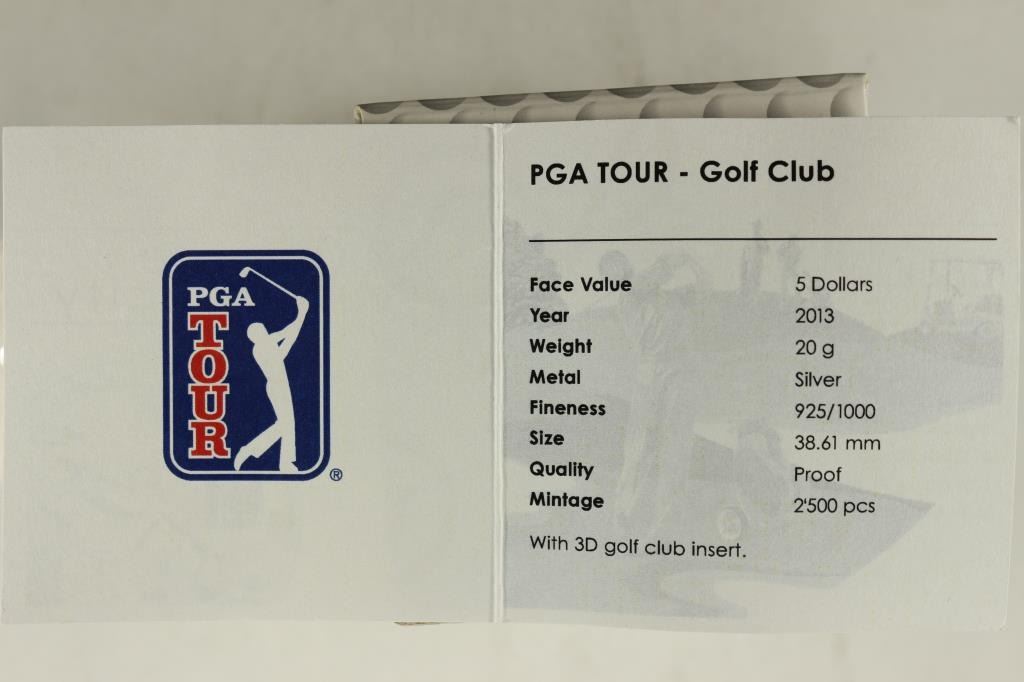 PGA
TOUR
®
PGA TOUR - Golf Club
Face Value 5 Dollars
Year 2013
Weight 20 g
Metal Silver
Fineness 925/1000
Size 38.61 mm
Quality Proof
Mintage 2'500 pcs
With 3D golf club insert.